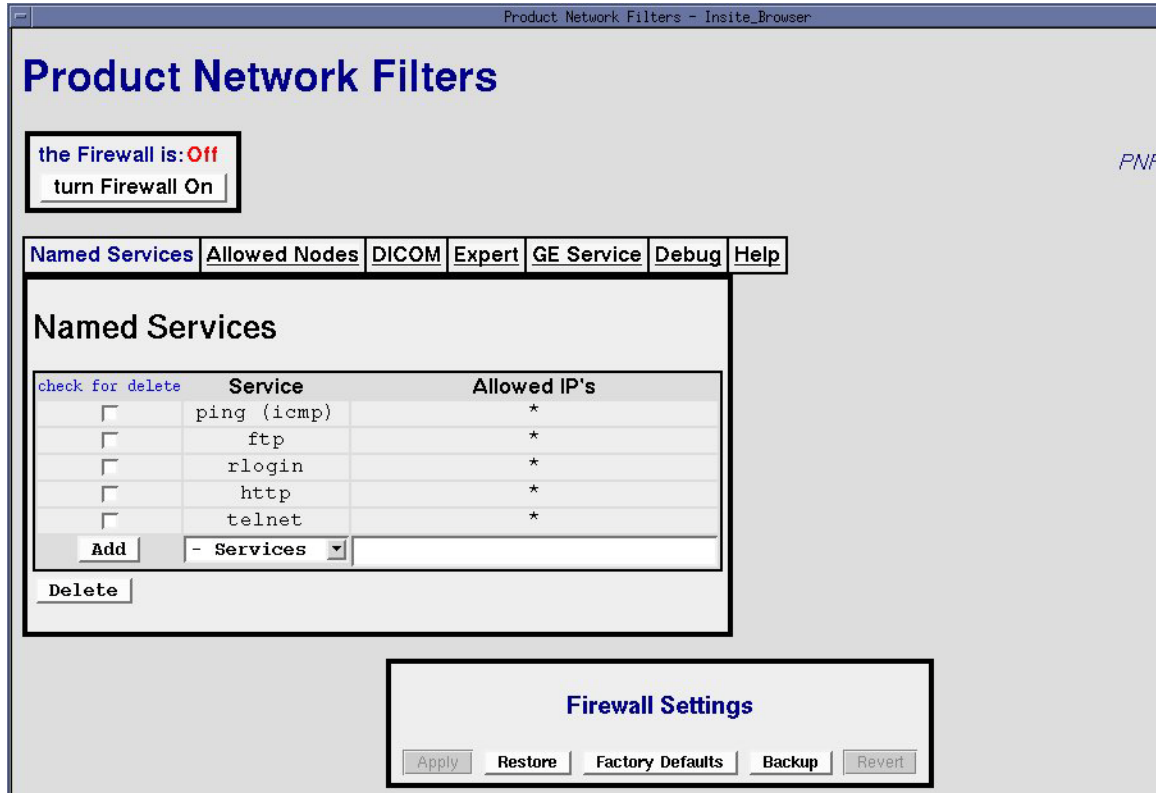 Product Network Filters - Insite_Browser
Product Network Filters
the Firewall is: Off
turn Firewall On
PNF
Named Services Allowed Nodes DICOM Expert GE Service Debug Help
Named Services
check for delete Service Allowed IP's
ping (icmp) *
ftp *
rlogin *
http *
telnet *
Add - Services
Delete
Firewall Settings
Apply Restore Factory Defaults Backup Revert